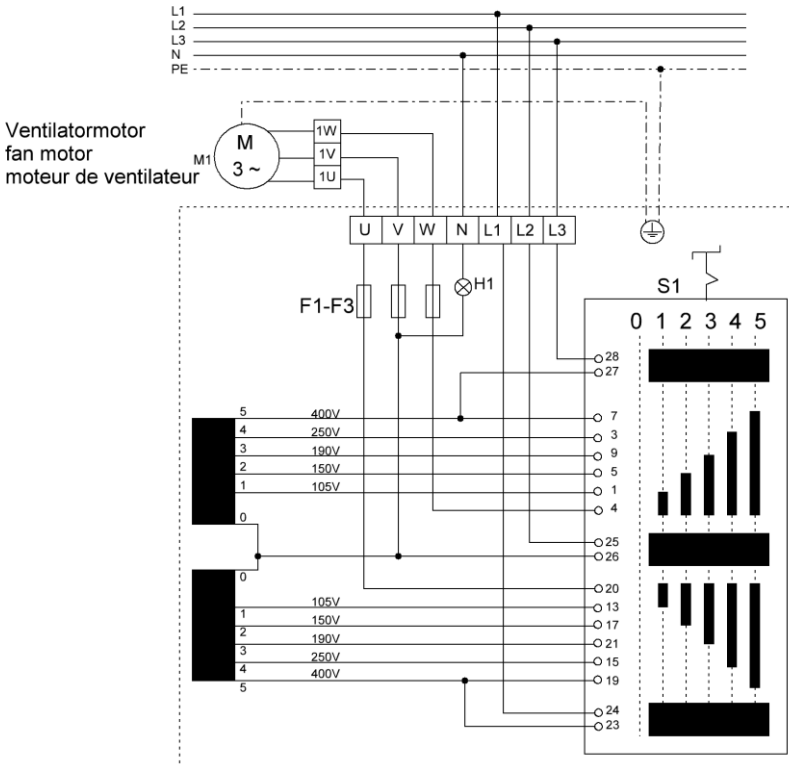 L1
L2
L3
N
PE
Ventilatormotor
fan motor
moteur de ventilateur
M1
M
3 ~
1W
1V
1U
U V W N L1 L2 L3
F1-F3
H1
S1
0 1 2 3 4 5
28
27
5 400V 7
4 250V 3
3 190V 9
2 150V 5
1 105V 1
4
0
25
26
0
20
105V 13
1
150V 17
2
190V 21
3
250V 15
4
400V 19
5
24
23